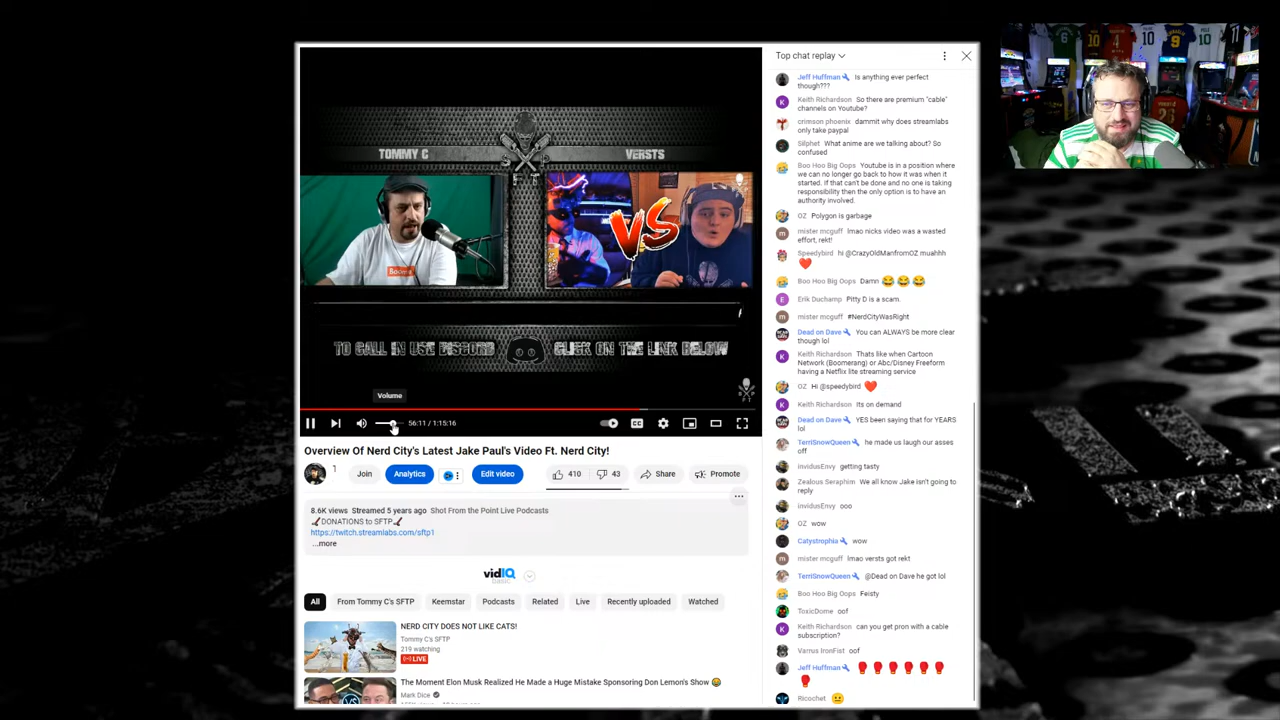 Top chat replay
Jeff Huffman Is anything ever perfect
though???
Keith Richardson So there are premium "cable"
channels on Youtube?
crimson phoenix dammit why does streamlabs
only take paypal
Silphet What anime are we talking about? So
confused
Boo Hoo Big Oops Youtube is in a position where
we can no longer go back to how it was when it
started. If that can't be done and no one is taking
responsibility then the only option is to have an
authority involved.
OZ Polygon is garbage
mister mcguff lmao nicks video was a wasted
effort, rekt!
Speedybird hi @CrazyOldManfromOZ muahhh
❤️
Boo Hoo Big Oops Damn 😂 😂 😂
Erik Duchamp Pitty D is a scam.
mister mcguff #NerdCityWasRight
Dead on Dave You can ALWAYS be more clear
though lol
Keith Richardson Thats like when Cartoon
Network (Boomerang) or Abc/Disney Freeform
having a Netflix lite streaming service
OZ Hi @speedybird ❤️
Keith Richardson Its on demand
Dead on Dave YES been saying that for YEARS
lol
TerriSnowQueen he made us laugh our asses
off
invidusEnvy getting tasty
Zealous Seraphim We all know Jake isn't going to
reply
invidusEnvy ooo
OZ wow
Catystrophia wow
mister mcguff lmao versts got rekt
TerriSnowQueen @Dead on Dave he got lol
Boo Hoo Big Oops Feisty
ToxicDome oof
Keith Richardson can you get pron with a cable
subscription?
Varrus IronFist oof
Jeff Huffman 🥊 🥊 🥊 🥊 🥊 🥊
🥊
Ricochet 😐
TOMMY C
VERSTS
VS
TO CALL IN USE DISCORD CLICK ON THE LINK BELOW
Volume
56:11 / 1:15:16
CC
Overview Of Nerd City's Latest Jake Paul's Video Ft. Nerd City!
1
Join
Analytics
Edit video
410
43
Share
Promote
8.6K views Streamed 5 years ago Shot From the Point Live Podcasts
DONATIONS to SFTP
https://twitch.streamlabs.com/sftp1
...more
vidIQ
basic
All
From Tommy C's SFTP
Keemstar
Podcasts
Related
Live
Recently uploaded
Watched
NERD CITY DOES NOT LIKE CATS!
Tommy C's SFTP
219 watching
LIVE
The Moment Elon Musk Realized He Made a Huge Mistake Sponsoring Don Lemon's Show 😂
Mark Dice